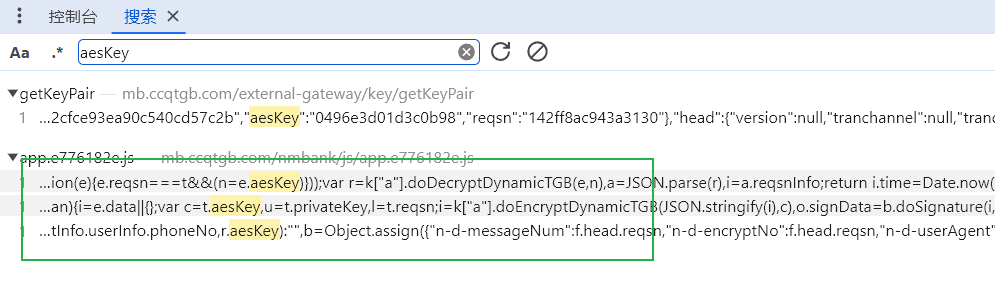 控制台 搜索
Aa .* aesKey
getKeyPair — mb.ccqtgb.com/external-gateway/key/getKeyPair
1 ...2cfce93ea90c540cd57c2b","aesKey":"0496e3d01d3c0b98","reqsn":"142ff8ac943a3130"},"head":{"version":null,"tranchannel":null,"tranc
app.e776182e.js — mb.ccqtgb.com/nmbank/js/app.e776182e.js
1 ...ion(e){e.reqsn===t&&(n=e.aesKey)}));var r=k["a"].doDecryptDynamicTGB(e,n),a=JSON.parse(r),i=a.reqsnInfo;return i.time=Date.now(
1 ...an){i=e.data||{};var c=t.aesKey,u=t.privateKey,l=t.reqsn;i=k["a"].doEncryptDynamicTGB(JSON.stringify(i),c),o.signData=b.doSignature(i,
1 ...tInfo.userInfo.phoneNo,r.aesKey):"",b=Object.assign({"n-d-messageNum":f.head.reqsn,"n-d-encryptNo":f.head.reqsn,"n-d-userAgent"